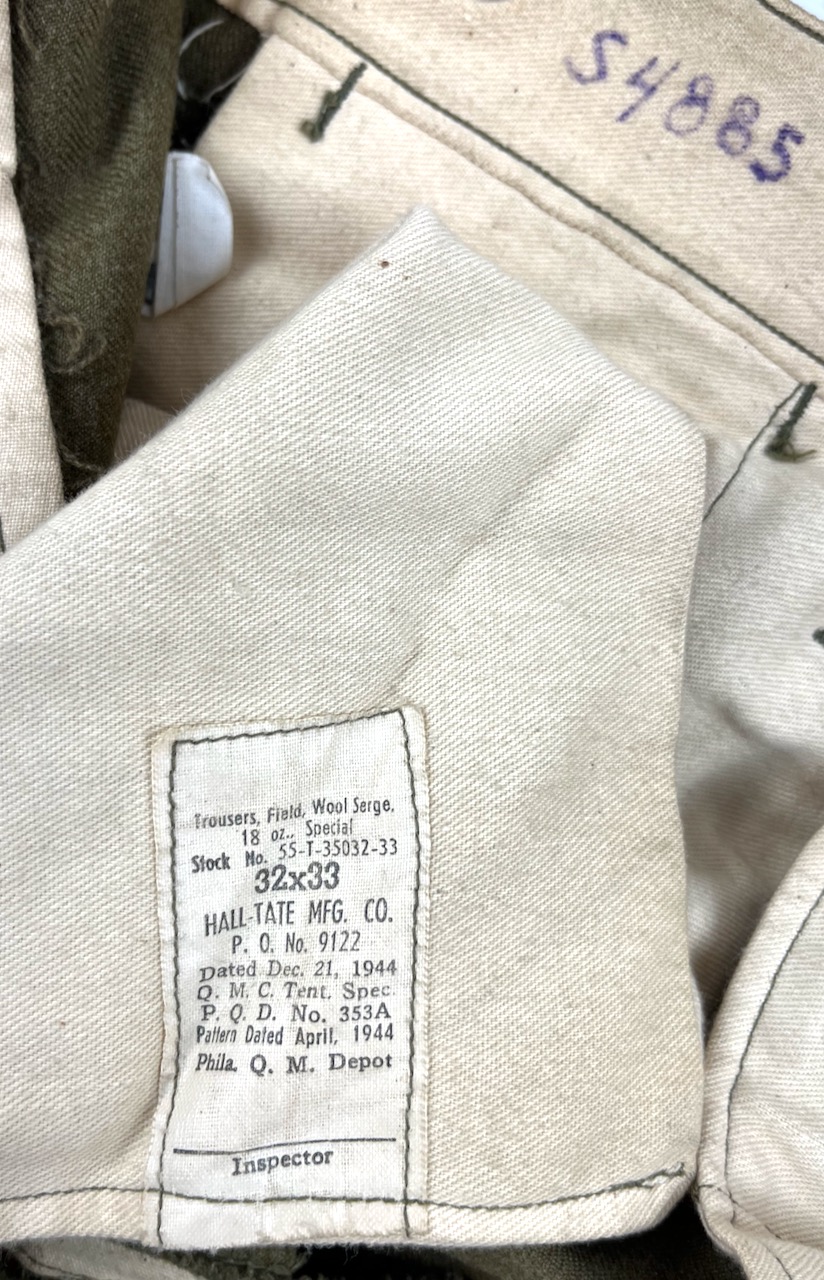 S4885
Trousers, Field, Wool Serge,
18 oz., Special
Stock No. 55-T-35032-33
32x33
HALL-TATE MFG. CO.
P. O. No. 9122
Dated Dec. 21, 1944
Q. M. C. Tent. Spec.
P. Q. D. No. 353A
Pattern Dated April, 1944
Phila. Q. M. Depot
Inspector